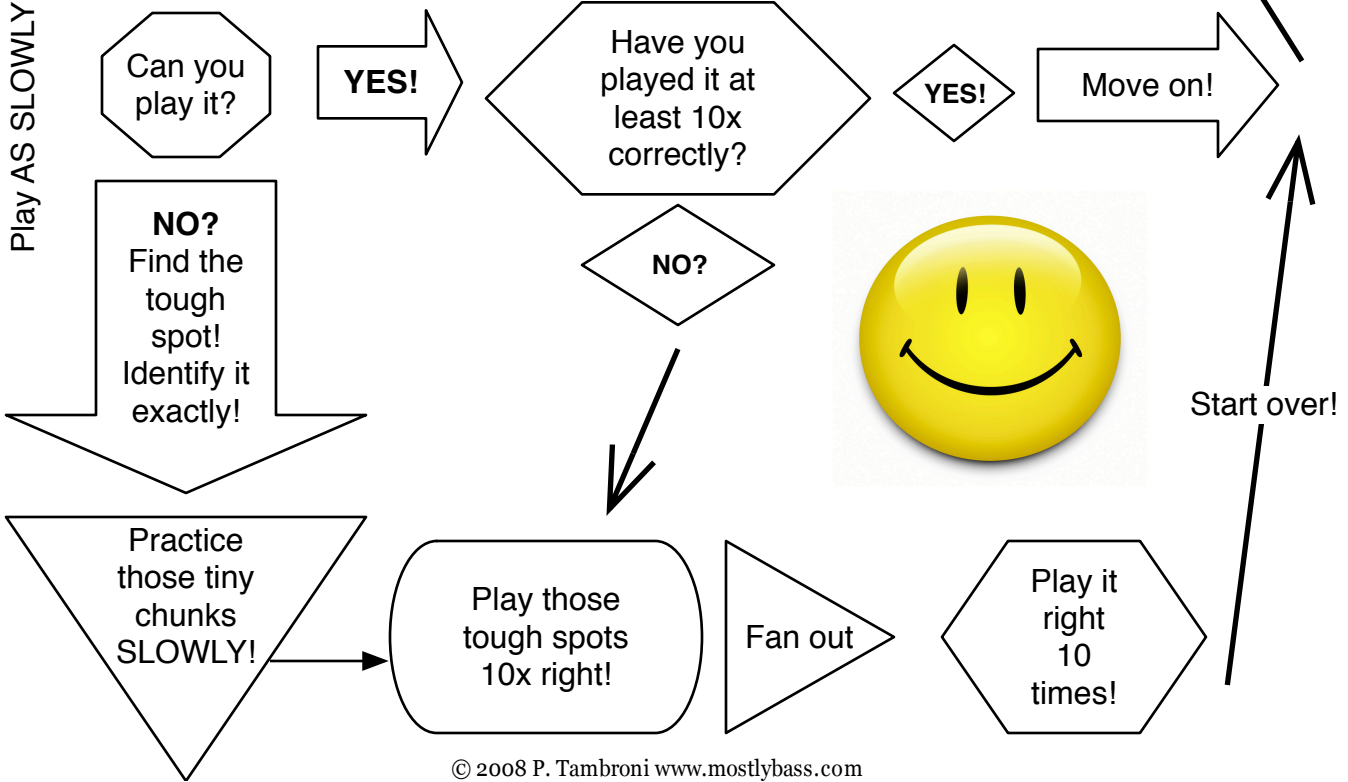 Play AS SLOWLY
Can you
play it?
YES!
Have you
played it at
least 10x
correctly?
YES!
Move on!
NO?
Find the
tough
spot!
Identify it
exactly!
NO?
Start over!
Practice
those tiny
chunks
SLOWLY!
Play those
tough spots
10x right!
Fan out
Play it
right
10
times!
© 2008 P. Tambroni www.mostlybass.com